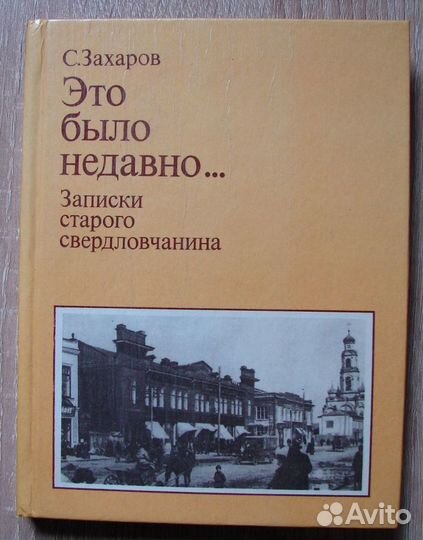 С.Захаров
Это
было
недавно...
Записки
старого
свердловчанина
Avito